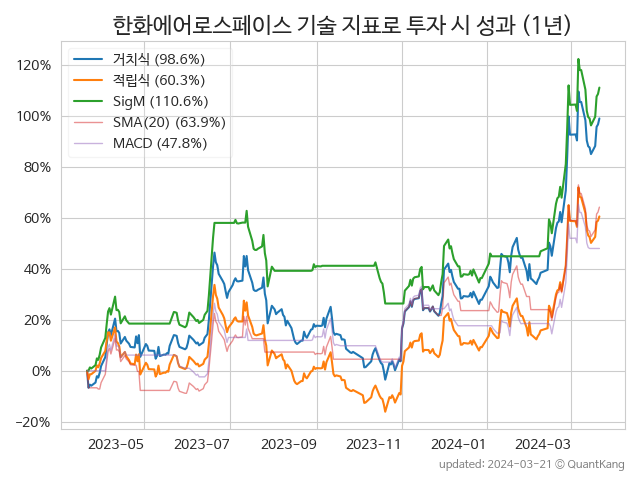 한화에어로스페이스 기술 지표로 투자 시 성과 (1년)
거치식 (98.6%)
적립식 (60.3%)
SigM (110.6%)
SMA(20) (63.9%)
MACD (47.8%)
120%
100%
80%
60%
40%
20%
0%
−20%
2023-05 2023-07 2023-09 2023-11 2024-01 2024-03
updated: 2024-03-21 © QuantKang